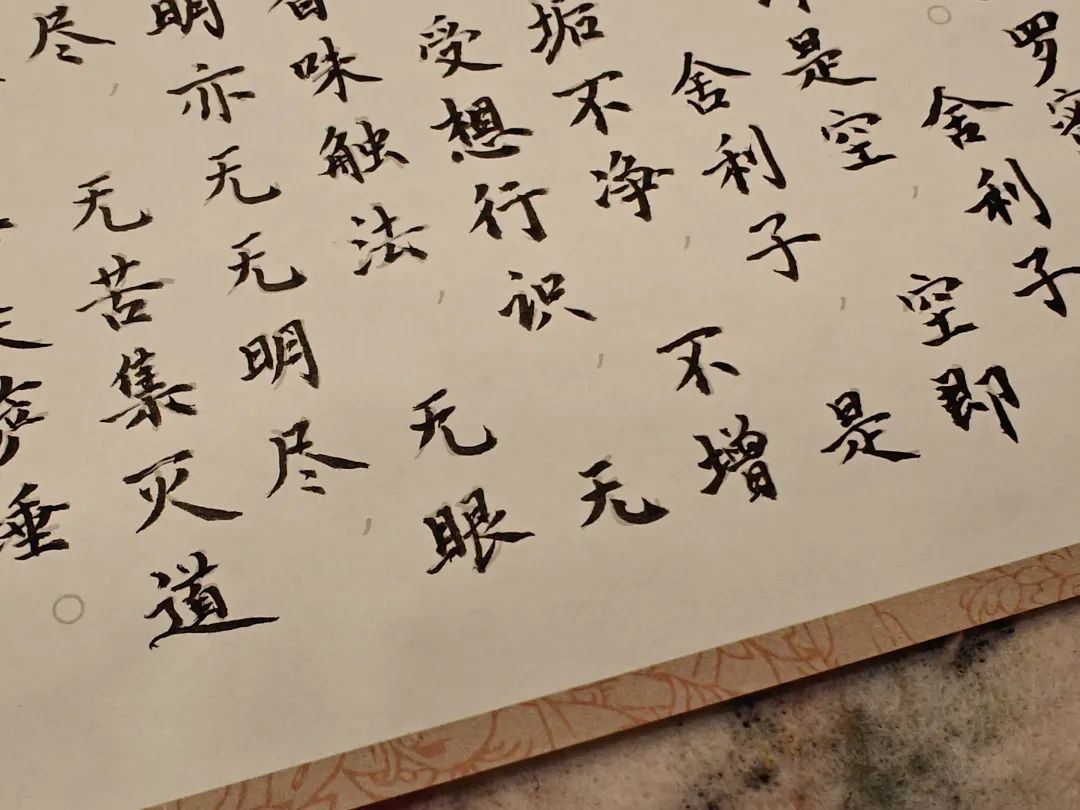 罗蜜
。舍利子
是空，空即
舍利子，是
垢不净，不增
受想行识，无
香味触法，无眼
明亦无无明尽，
尽，无苦集灭道
萨埵。